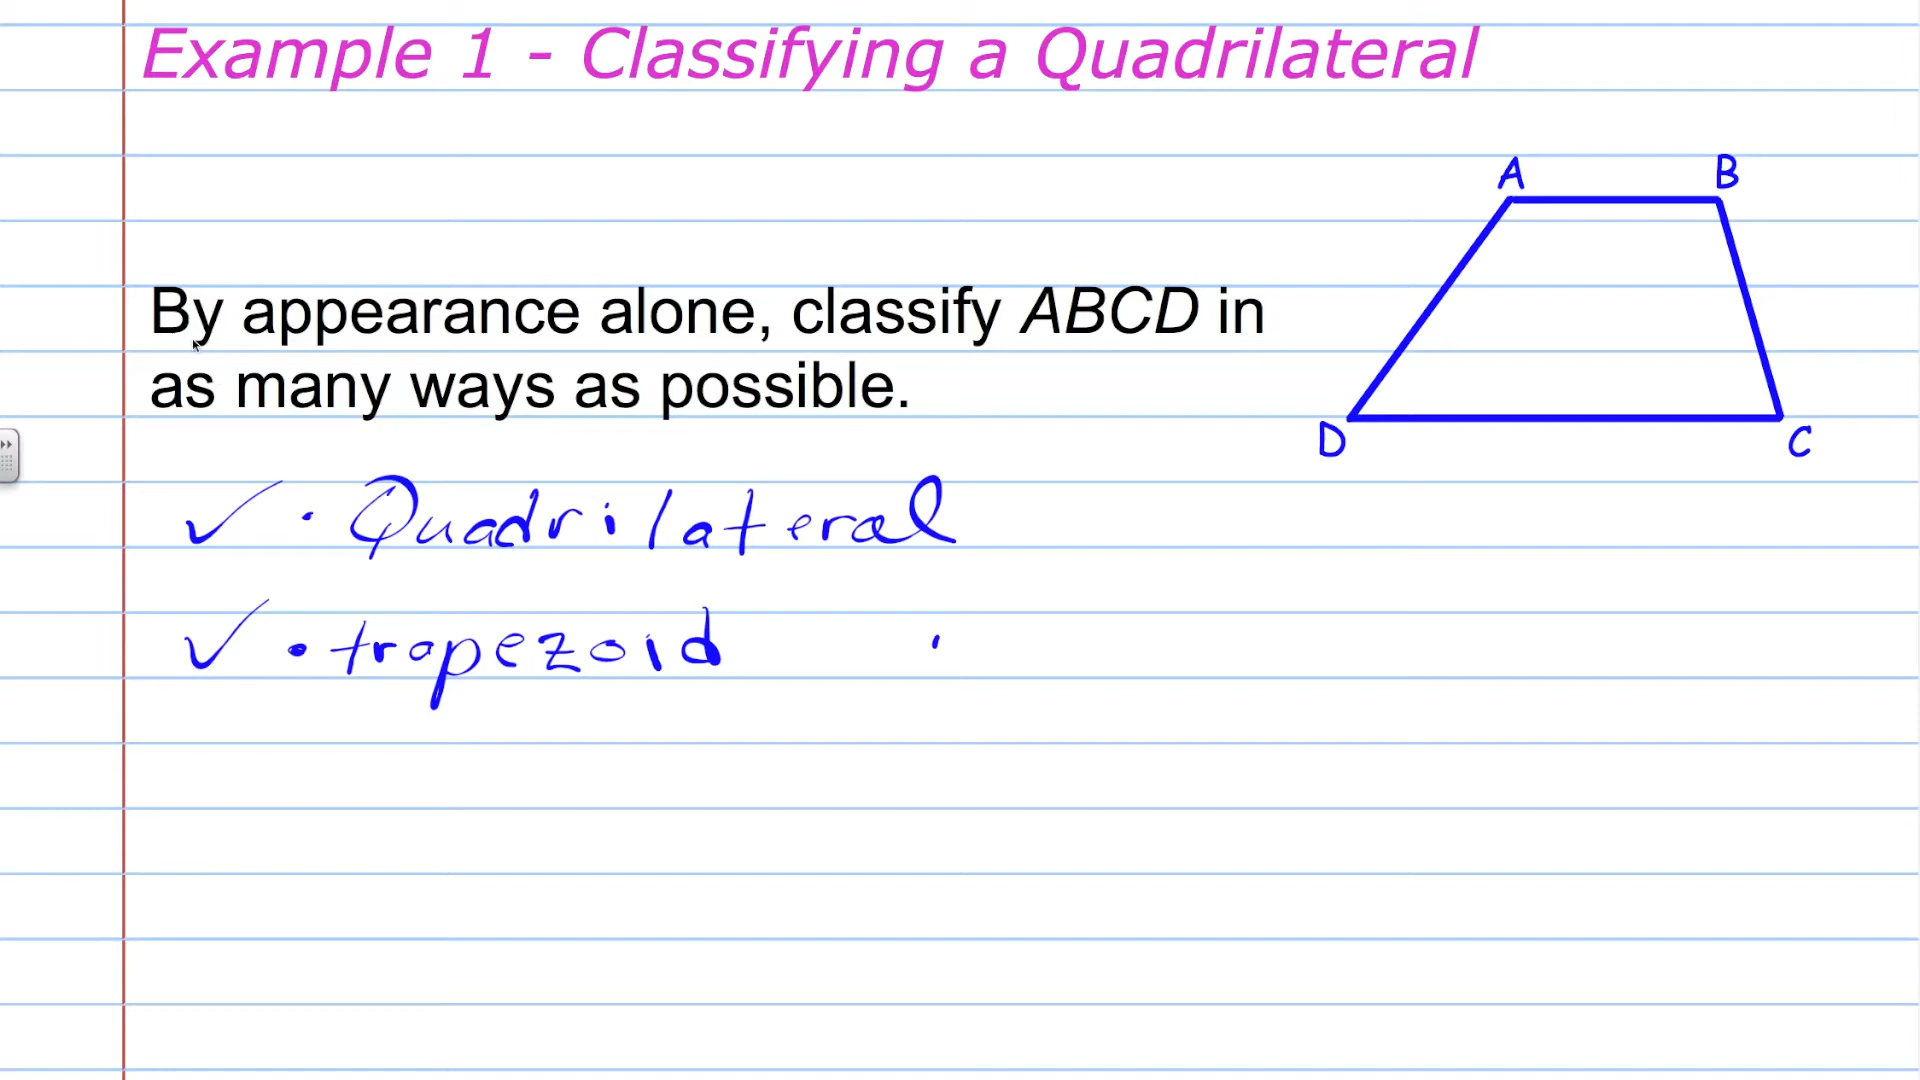 Example 1 - Classifying a Quadrilateral
A B
By appearance alone, classify ABCD in
as many ways as possible.
D C
✓ • Quadrilateral
✓ • trapezoid •